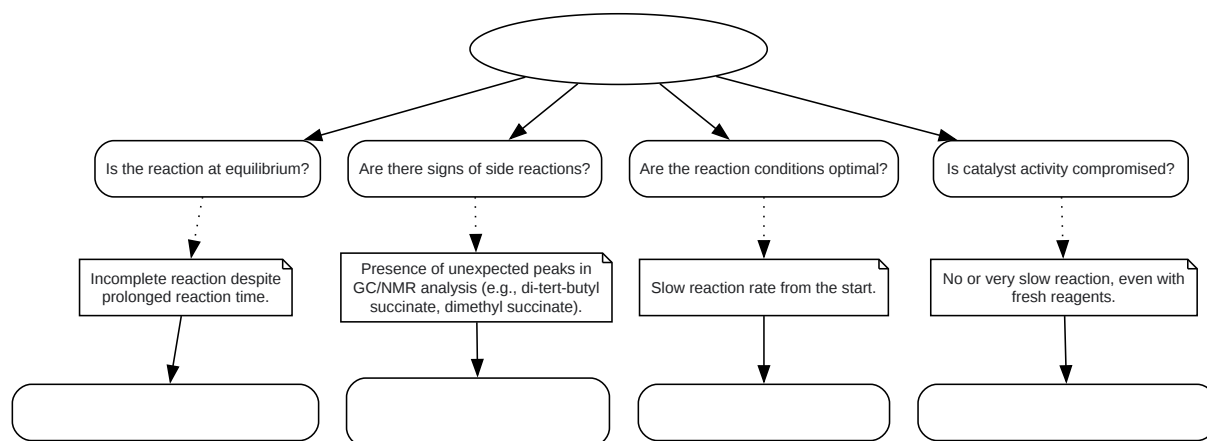 Is the reaction at equilibrium?
Are there signs of side reactions?
Are the reaction conditions optimal?
Is catalyst activity compromised?
Incomplete reaction despite
prolonged reaction time.
Presence of unexpected peaks in
GC/NMR analysis (e.g., di-tert-butyl
succinate, dimethyl succinate).
Slow reaction rate from the start.
No or very slow reaction, even with
fresh reagents.